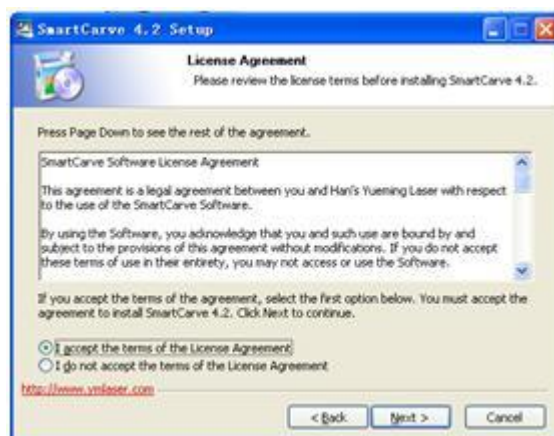 SmartCarve 4.2 Setup
License Agreement
Please review the license terms before installing SmartCarve 4.2.
Press Page Down to see the rest of the agreement.
SmartCarve Software License Agreement
This agreement is a legal agreement between you and Han's Yueming Laser with respect
to the use of the SmartCarve Software.
By using the Software, you acknowledge that you and such use are bound by and
subject to the provisions of this agreement without modifications. If you do not accept
these terms of use in their entirety, you may not access or use the Software.
If you accept the terms of the agreement, select the first option below. You must accept the
agreement to install SmartCarve 4.2. Click Next to continue.
I accept the terms of the License Agreement
I do not accept the terms of the License Agreement
http://www.ymlaser.com
< Back Next > Cancel